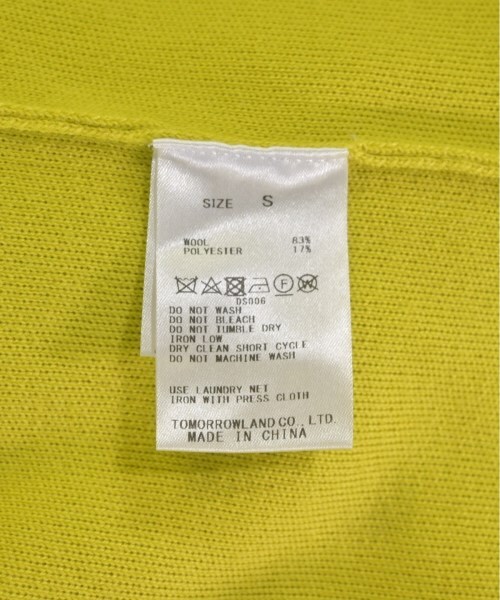 SIZE S
WOOL 83%
POLYESTER 17%
DS006
DO NOT WASH
DO NOT BLEACH
DO NOT TUMBLE DRY
IRON LOW
DRY CLEAN SHORT CYCLE
DO NOT MACHINE WASH
USE LAUNDRY NET
IRON WITH PRESS CLOTH
TOMORROWLAND CO., LTD.
MADE IN CHINA